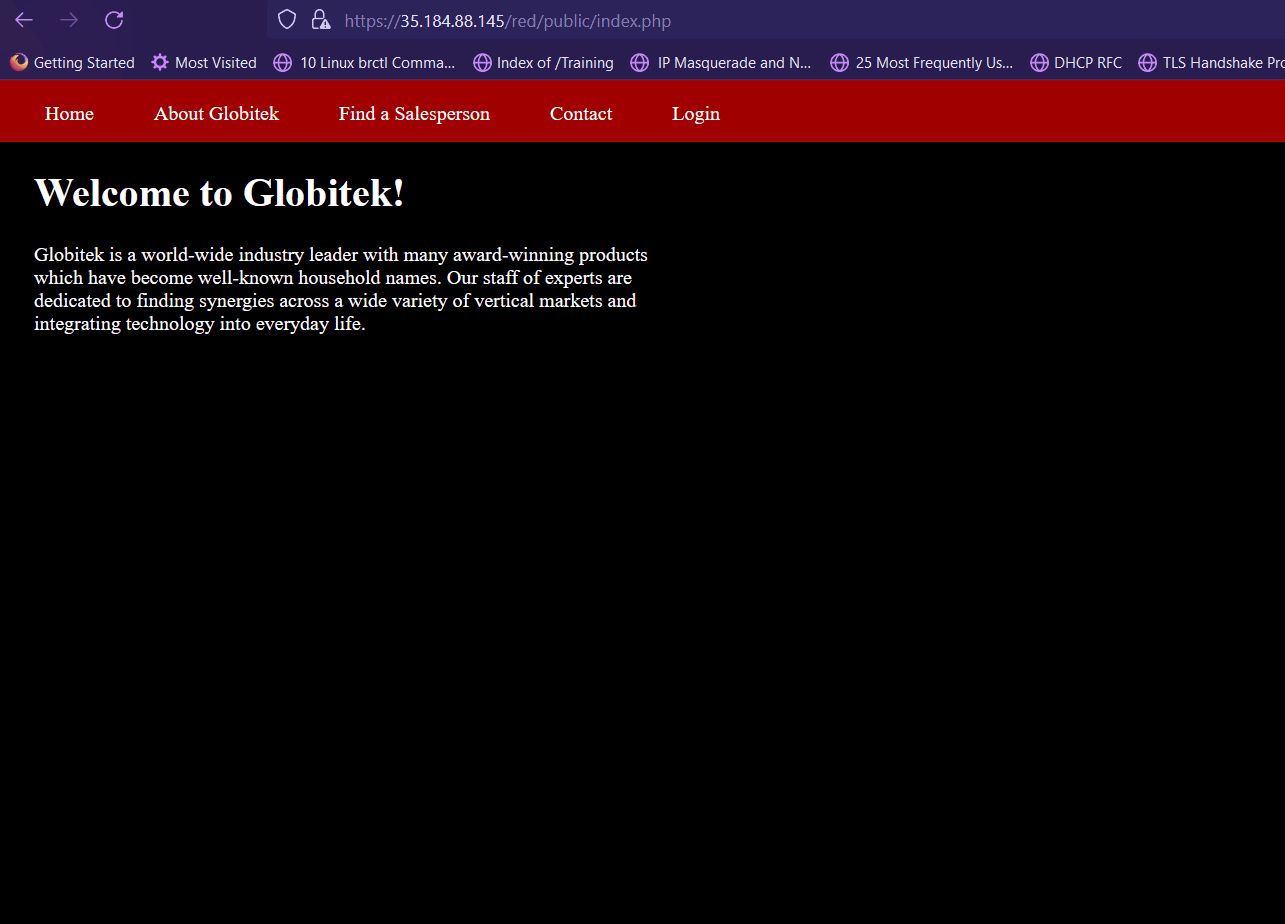 https://35.184.88.145/red/public/index.php
Getting Started Most Visited 10 Linux brctl Comma... Index of /Training IP Masquerade and N... 25 Most Frequently Us... DHCP RFC TLS Handshake Pro
Home About Globitek Find a Salesperson Contact Login
Welcome to Globitek!
Globitek is a world-wide industry leader with many award-winning products
which have become well-known household names. Our staff of experts are
dedicated to finding synergies across a wide variety of vertical markets and
integrating technology into everyday life.